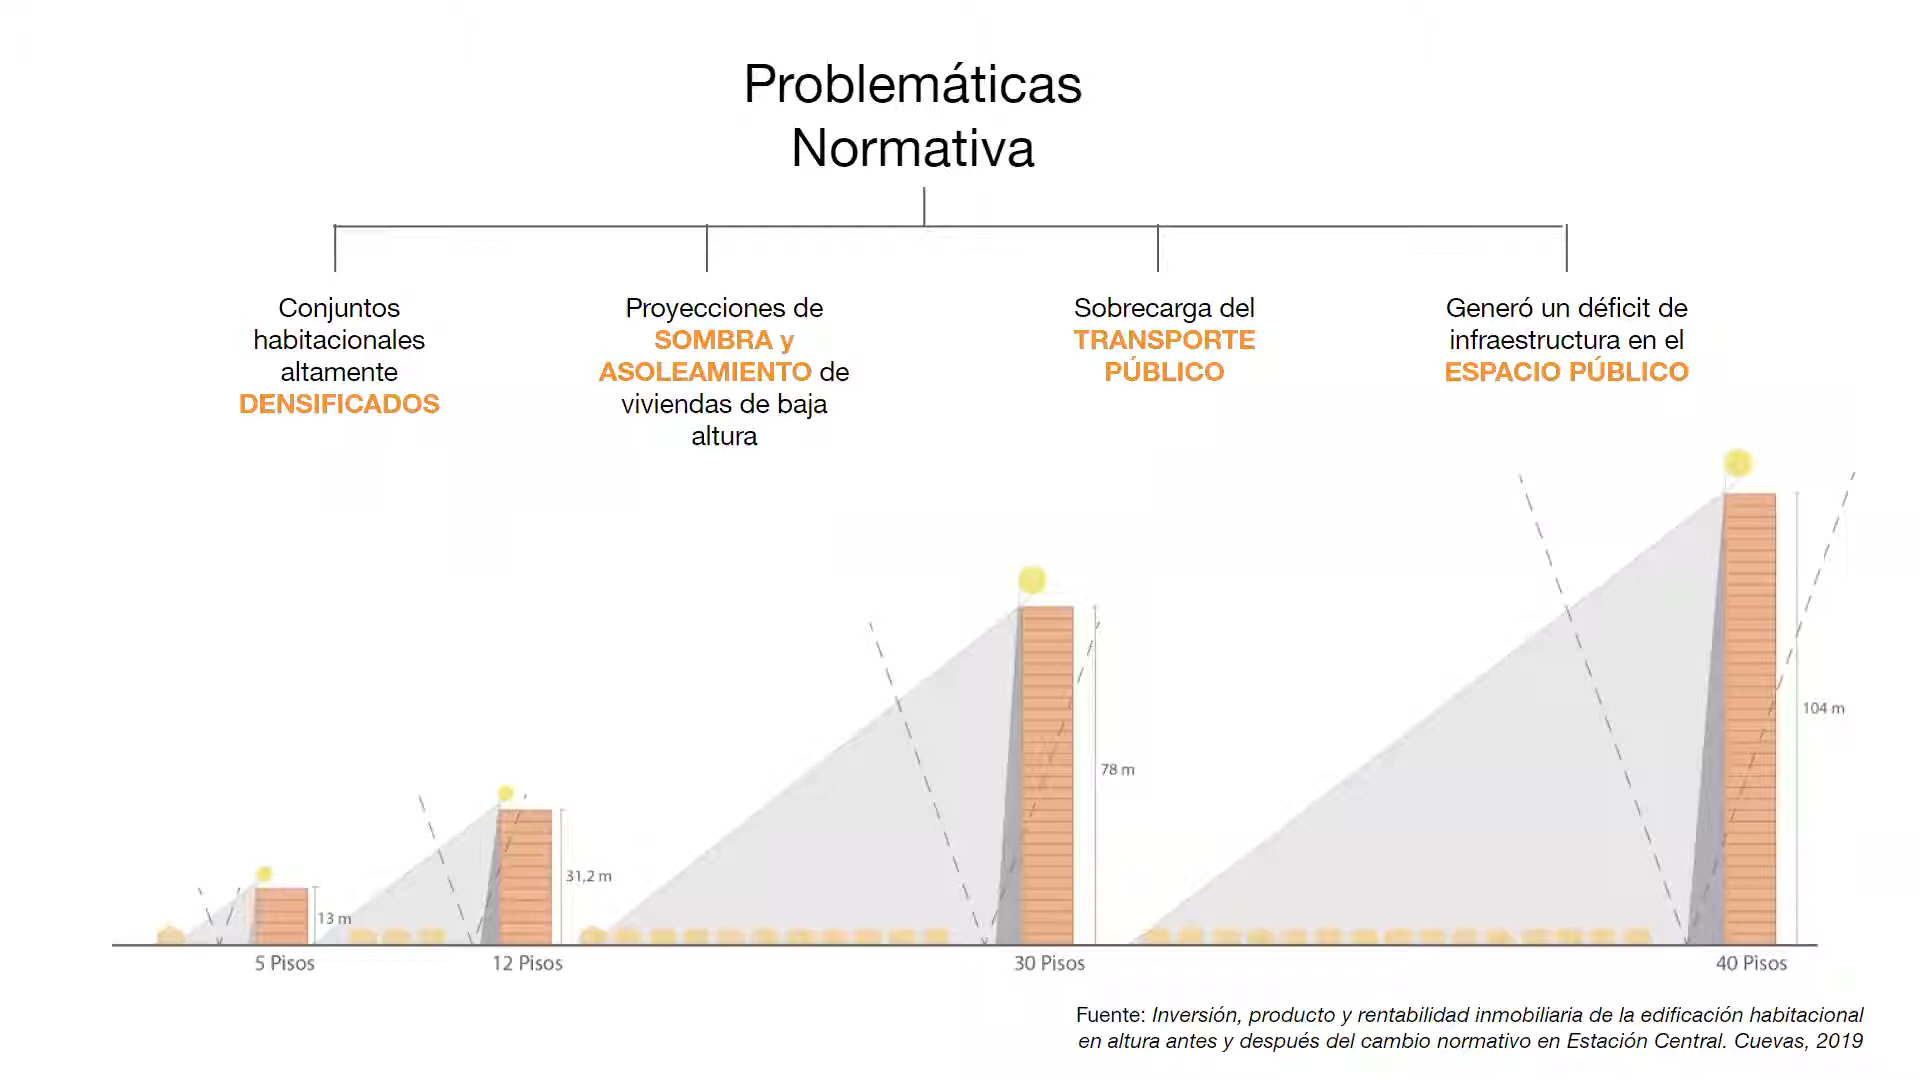 Problemáticas
Normativa
Conjuntos
habitacionales
altamente
DENSIFICADOS
Proyecciones de
SOMBRA y
ASOLEAMIENTO de
viviendas de baja
altura
Sobrecarga del
TRANSPORTE
PÚBLICO
Generó un déficit de
infraestructura en el
ESPACIO PÚBLICO
13 m
31,2 m
78 m
104 m
5 Pisos
12 Pisos
30 Pisos
40 Pisos
Fuente: Inversión, producto y rentabilidad inmobiliaria de la edificación habitacional
en altura antes y después del cambio normativo en Estación Central. Cuevas, 2019